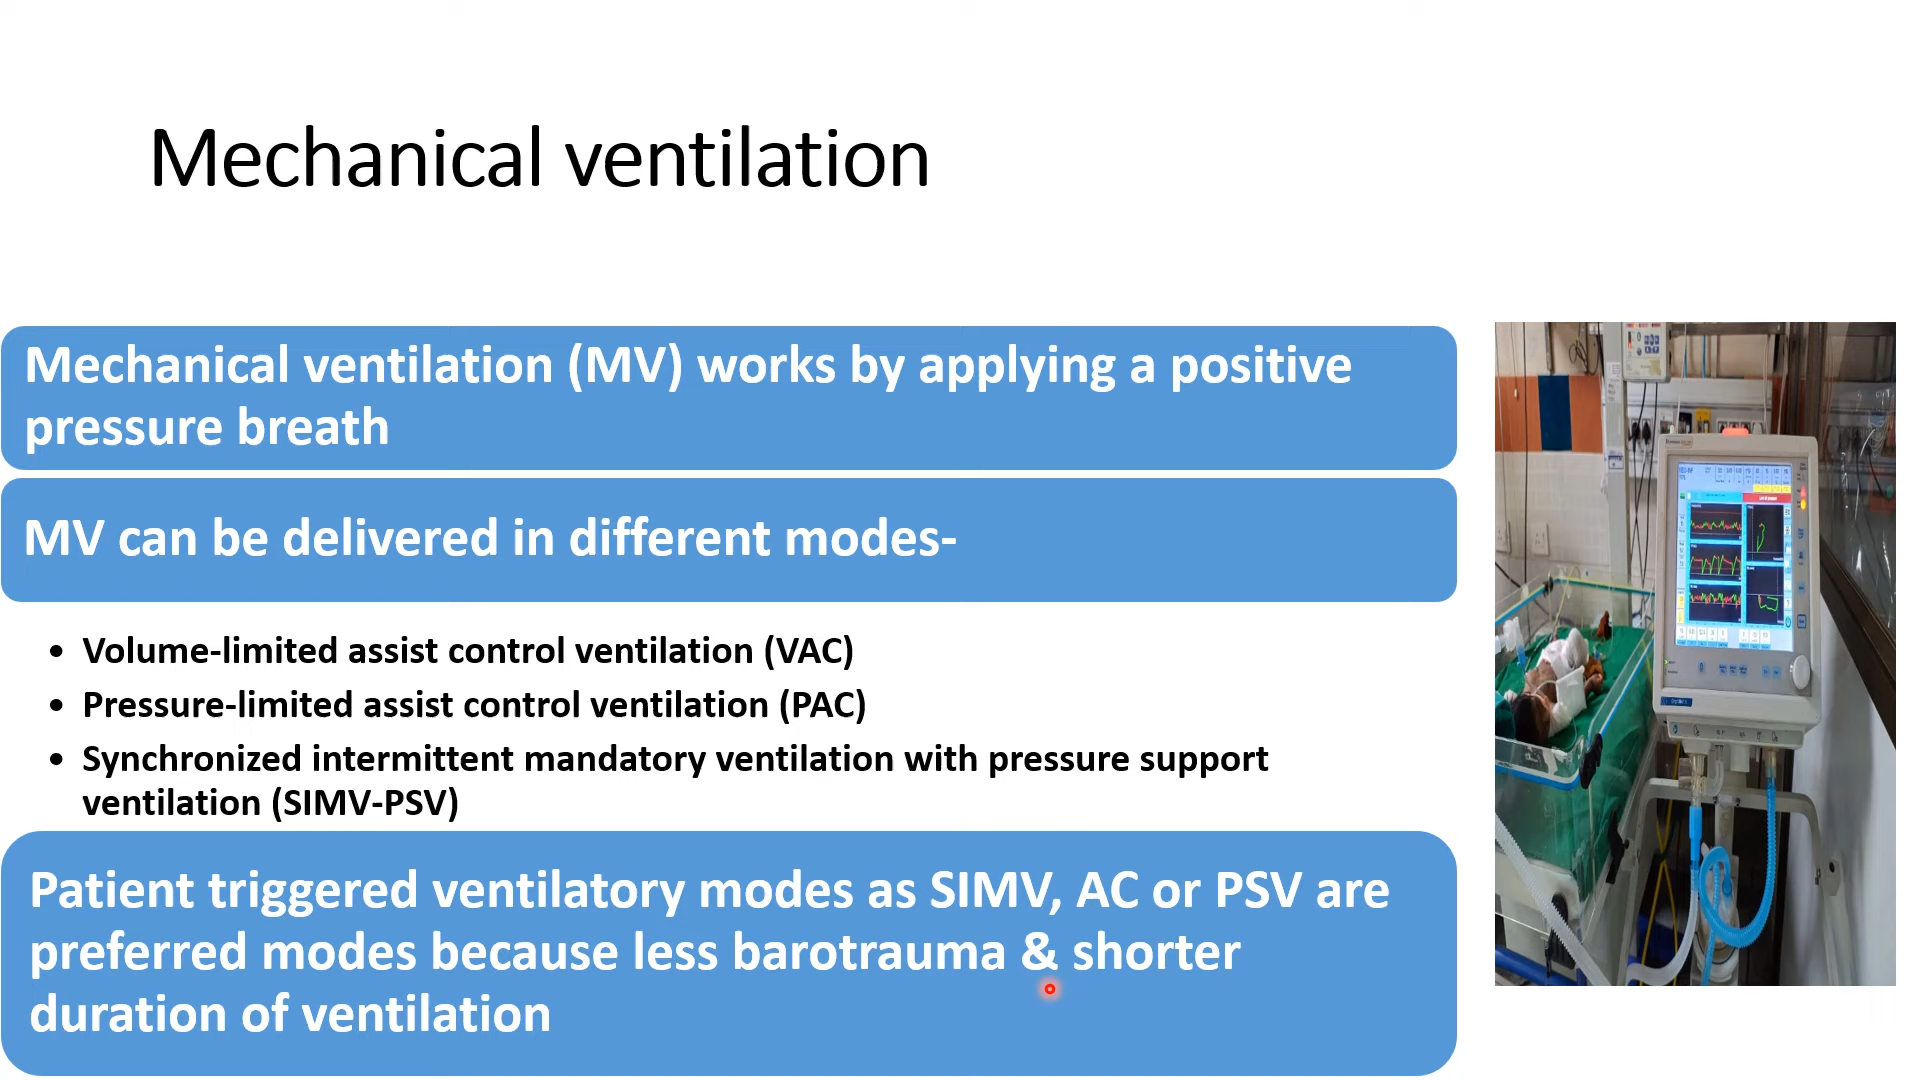 Mechanical ventilation
Mechanical ventilation (MV) works by applying a positive
pressure breath
MV can be delivered in different modes-
• Volume-limited assist control ventilation (VAC)
• Pressure-limited assist control ventilation (PAC)
• Synchronized intermittent mandatory ventilation with pressure support
ventilation (SIMV-PSV)
Patient triggered ventilatory modes as SIMV, AC or PSV are
preferred modes because less barotrauma & shorter
duration of ventilation